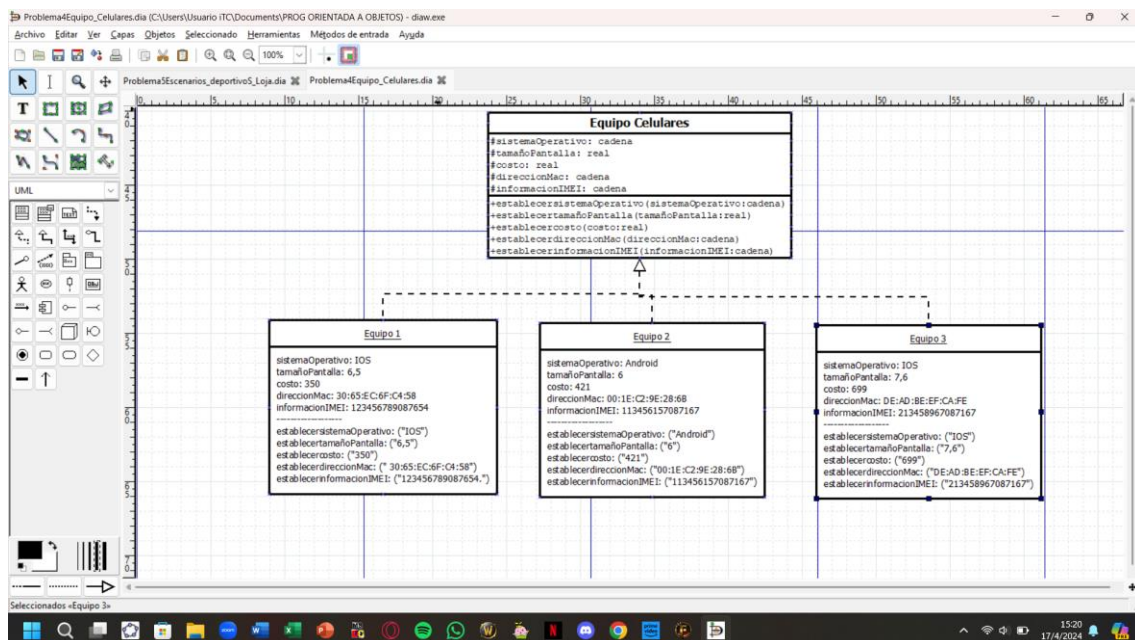 Problema4Equipo_Celulares.dia (C:\Users\Usuario iTC\Documents\PROG ORIENTADA A OBJETOS) - diaw.exe
Archivo Editar Ver Capas Objetos Seleccionado Herramientas Métodos de entrada Ayuda
100%
Problema5Escenarios_deportivoS_Loja.dia Problema4Equipo_Celulares.dia
UML
Equipo Celulares
#sistemaOperativo: cadena
#tamañoPantalla: real
#costo: real
#direccionMac: cadena
#informacionIMEI: cadena
+establecersistemaOperativo(sistemaOperativo:cadena)
+establecertamañoPantalla(tamañoPantalla:real)
+establecercosto(costo:real)
+establecerdireccionMac(direccionMac:cadena)
+establecerinformacionIMEI(informacionIMEI:cadena)
Equipo 1
sistemaOperativo: IOS
tamañoPantalla: 6,5
costo: 350
direccionMac: 30:65:EC:6F:C4:58
informacionIMEI: 123456789087654
--------------------
establecersistemaOperativo: ("IOS")
establecertamañoPantalla: ("6,5")
establecercosto: ("350")
establecerdireccionMac: (" 30:65:EC:6F:C4:58")
establecerinformacionIMEI: ("123456789087654.")
Equipo 2
sistemaOperativo: Android
tamañoPantalla: 6
costo: 421
direccionMac: 00:1E:C2:9E:28:6B
informacionIMEI: 113456157087167
--------------------
establecersistemaOperativo: ("Android")
establecertamañoPantalla: ("6")
establecercosto: ("421")
establecerdireccionMac: ("00:1E:C2:9E:28:6B")
establecerinformacionIMEI: ("113456157087167")
Equipo 3
sistemaOperativo: IOS
tamañoPantalla: 7,6
costo: 699
direccionMac: DE:AD:BE:EF:CA:FE
informacionIMEI: 213458967087167
--------------------
establecersistemaOperativo: ("IOS")
establecertamañoPantalla: ("7,6")
establecercosto: ("699")
establecerdireccionMac: ("DE:AD:BE:EF:CA:FE")
establecerinformacionIMEI: ("213458967087167")
Seleccionados «Equipo 3»
15:20
17/4/2024